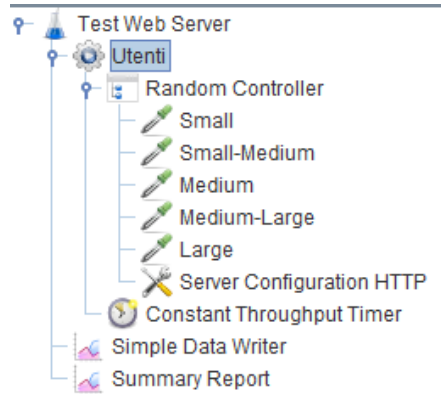 Test Web Server
Utenti
Random Controller
Small
Small-Medium
Medium
Medium-Large
Large
Server Configuration HTTP
Constant Throughput Timer
Simple Data Writer
Summary Report